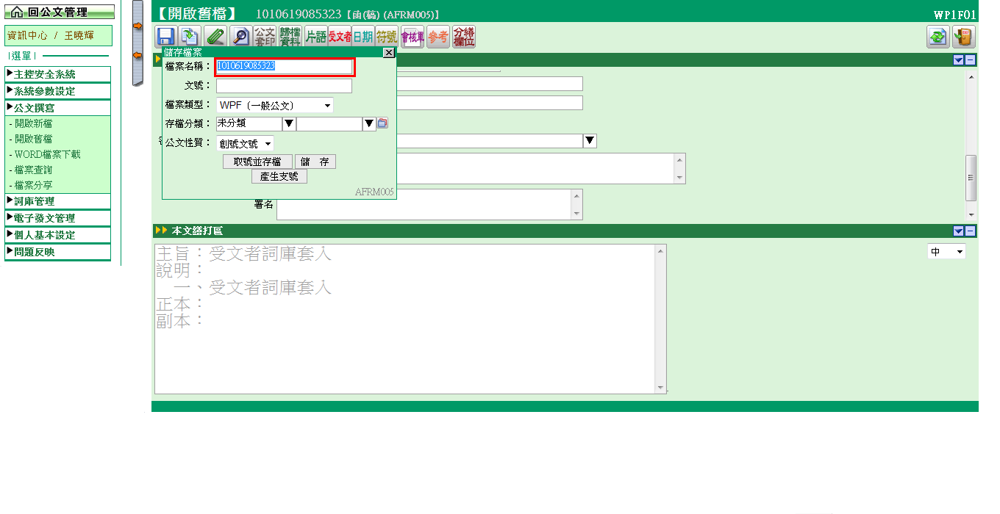 回公文管理
資訊中心 / 王曉輝
|選單|
主控安全系統
系統參數設定
公文撰寫
- 開啟新檔
- 開啟舊檔
- WORD檔案下載
- 檔案查詢
- 檔案分享
詞庫管理
電子發文管理
個人基本設定
問題反映
【開啟舊檔】 1010619085323【函(稿) (AFRM005)】 WP1F01
公文套印 歸檔資料 片語 受文者 日期 符號 會核單 參考 分繕欄位
儲存檔案
檔案名稱： 1010619085323
文號：
檔案類型： WPF（一般公文）
存檔分類： 未分類
公文性質： 創號文號
取號並存檔 儲 存
產生支號
AFRM005
署名
本文繕打區
中
主旨：受文者詞庫套入
說明：
一、受文者詞庫套入
正本：
副本：